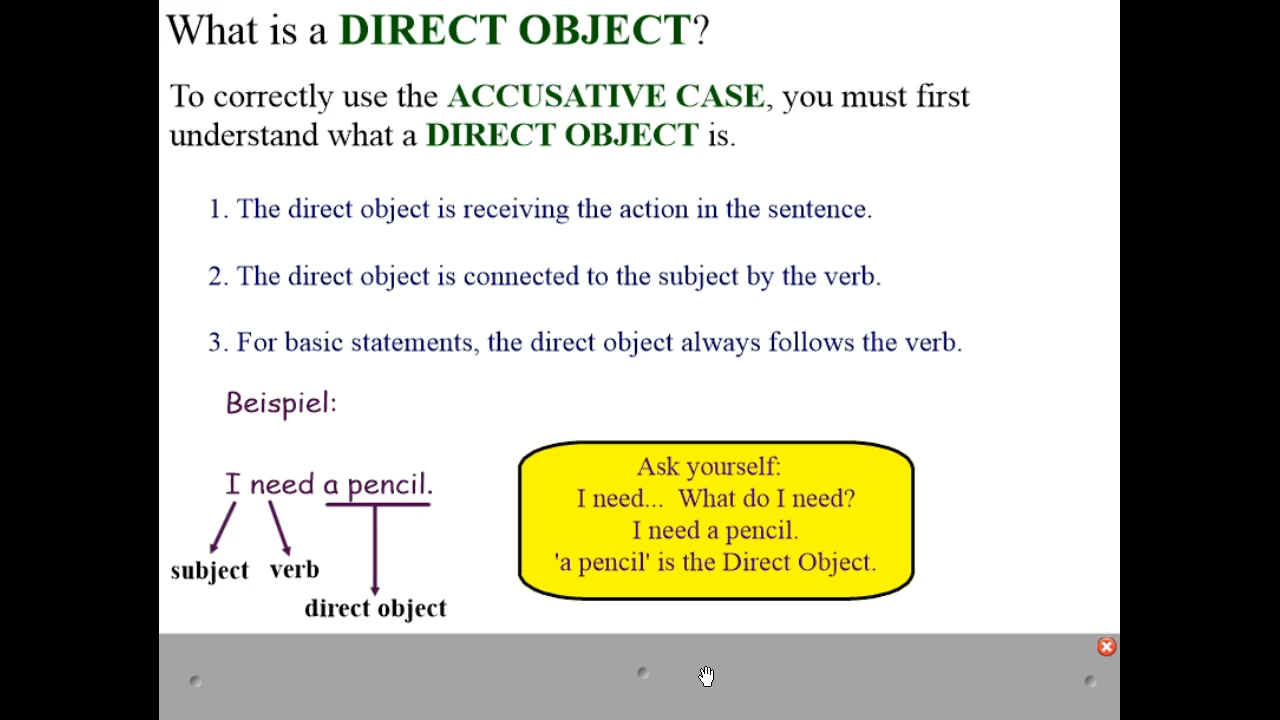 What is a DIRECT OBJECT?
To correctly use the ACCUSATIVE CASE, you must first
understand what a DIRECT OBJECT is.
1. The direct object is receiving the action in the sentence.
2. The direct object is connected to the subject by the verb.
3. For basic statements, the direct object always follows the verb.
Beispiel:
I need a pencil.
subject verb
direct object
Ask yourself:
I need... What do I need?
I need a pencil.
'a pencil' is the Direct Object.